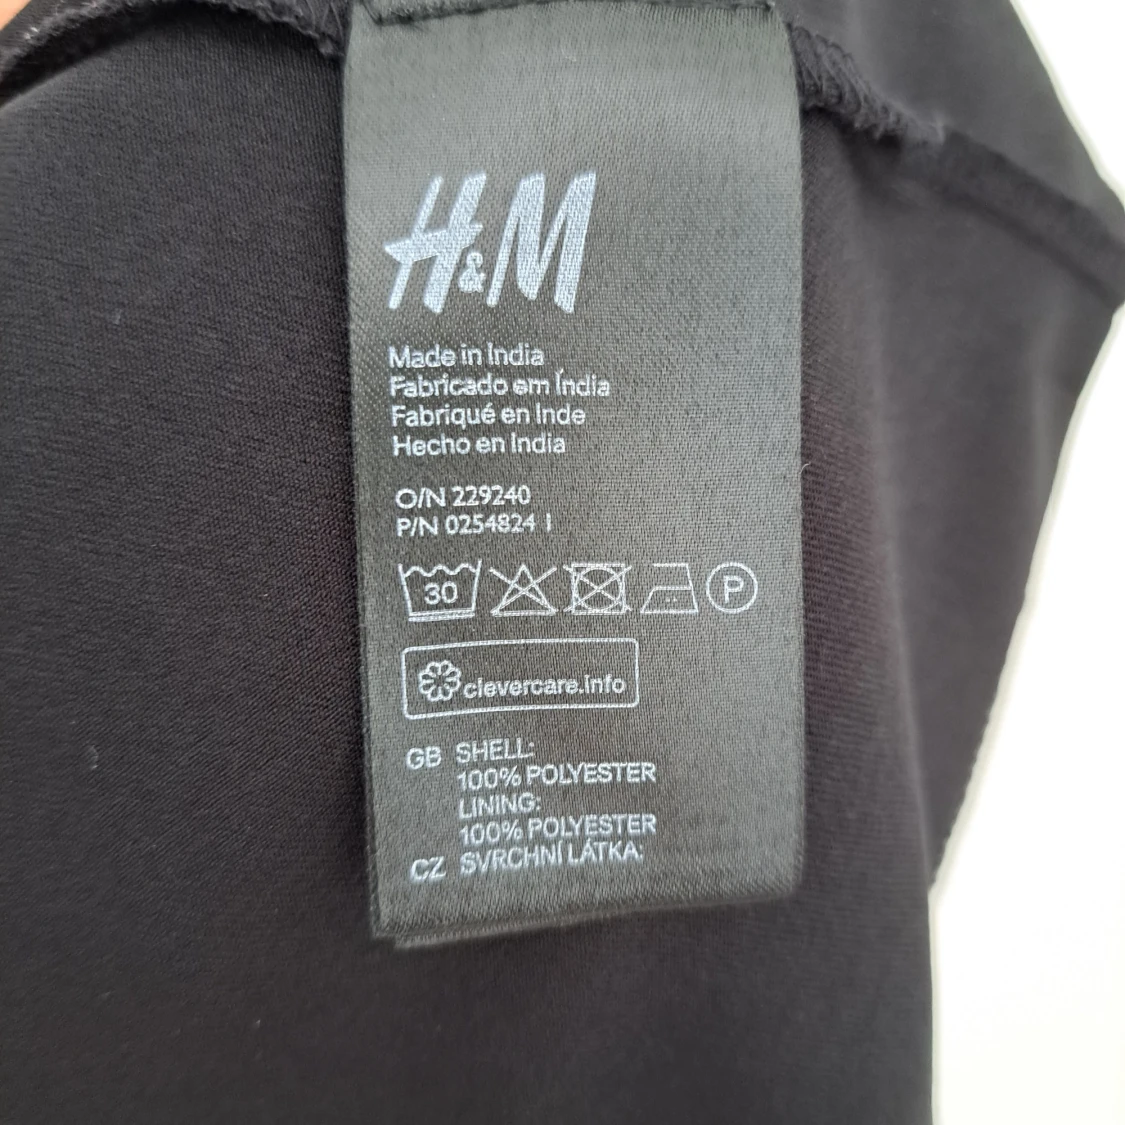 H&M
Made in India
Fabricado em Índia
Fabriqué en Inde
Hecho en India
O/N 229240
P/N 0254824 1
30
P
clevercare.info
GB SHELL:
100% POLYESTER
LINING:
100% POLYESTER
CZ SVRCHNÍ LÁTKA: